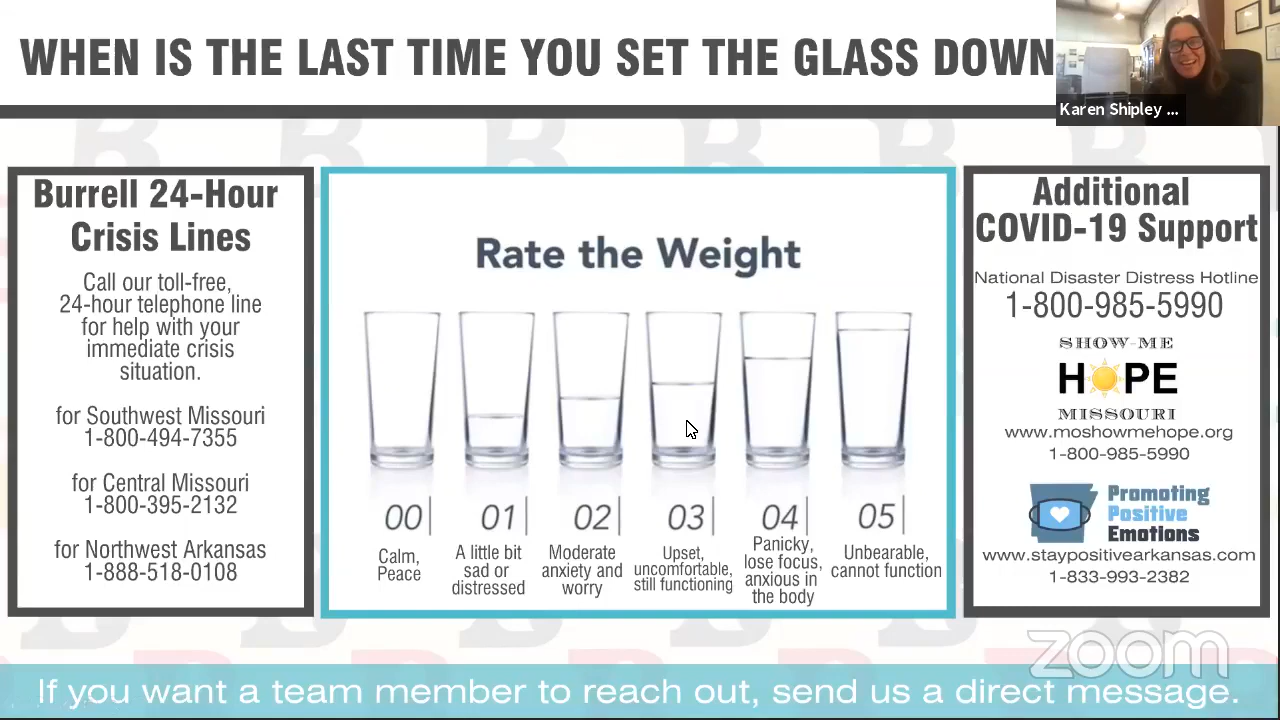 WHEN IS THE LAST TIME YOU SET THE GLASS DOWN
Karen Shipley ...
Burrell 24-Hour
Crisis Lines
Call our toll-free,
24-hour telephone line
for help with your
immediate crisis
situation.
for Southwest Missouri
1-800-494-7355
for Central Missouri
1-800-395-2132
for Northwest Arkansas
1-888-518-0108
Rate the Weight
00
Calm,
Peace
01
A little bit
sad or
distressed
02
Moderate
anxiety and
worry
03
Upset,
uncomfortable,
still functioning
04
Panicky,
lose focus,
anxious in
the body
05
Unbearable,
cannot function
Additional
COVID-19 Support
National Disaster Distress Hotline
1-800-985-5990
SHOW-ME
HOPE
MISSOURI
www.moshowmehope.org
1-800-985-5990
Promoting
Positive
Emotions
www.staypositivearkansas.com
1-833-993-2382
zoom
If you want a team member to reach out, send us a direct message.